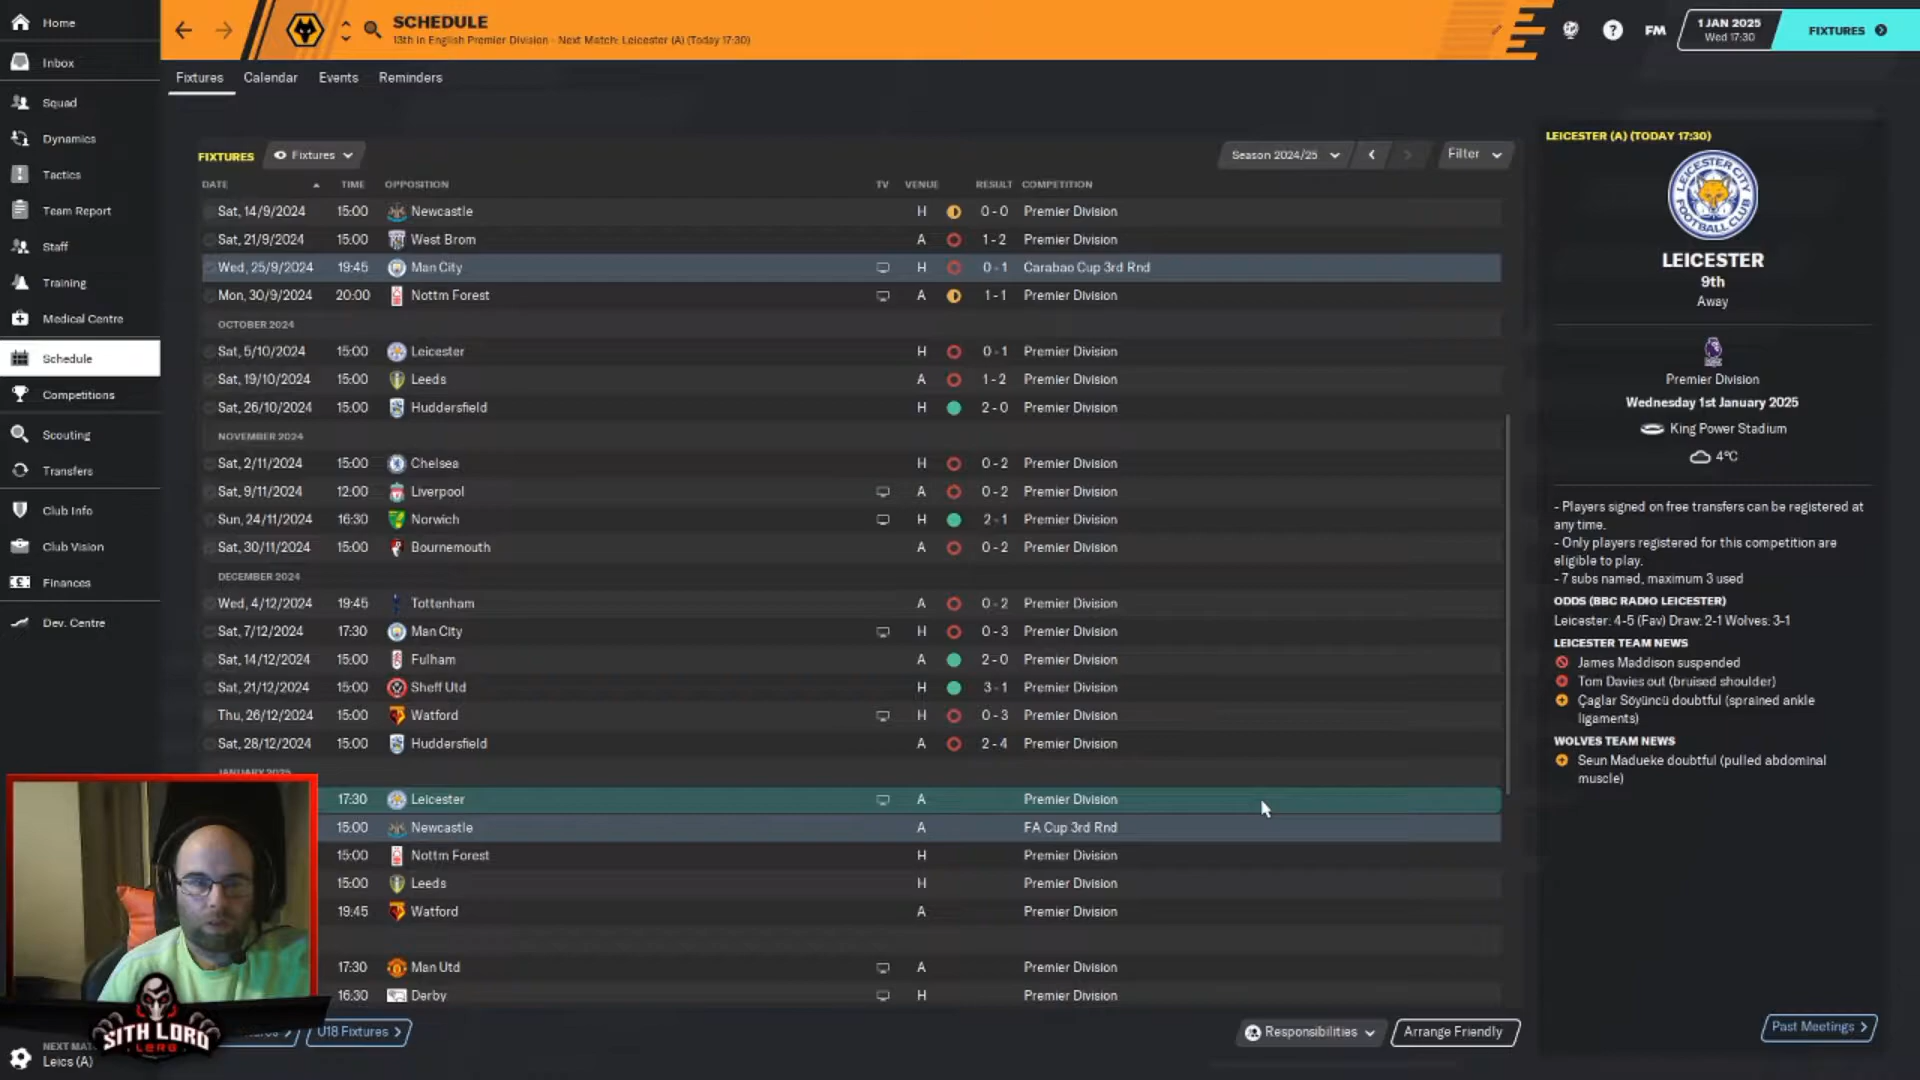 Home
Inbox
Squad
Dynamics
Tactics
Team Report
Staff
Training
Medical Centre
Schedule
Competitions
Scouting
Transfers
Club Info
Club Vision
Finances
Dev. Centre
SCHEDULE
13th in English Premier Division - Next Match: Leicester (A) (Today 17:30)
FM
1 JAN 2025
Wed 17:30
FIXTURES
Fixtures Calendar Events Reminders
FIXTURES Fixtures
Season 2024/25 Filter
DATE TIME OPPOSITION TV VENUE RESULT COMPETITION
Sat, 14/9/2024 15:00 Newcastle H 0 - 0 Premier Division
Sat, 21/9/2024 15:00 West Brom A 1 - 2 Premier Division
Wed, 25/9/2024 19:45 Man City H 0 - 1 Carabao Cup 3rd Rnd
Mon, 30/9/2024 20:00 Nottm Forest A 1 - 1 Premier Division
OCTOBER 2024
Sat, 5/10/2024 15:00 Leicester H 0 - 1 Premier Division
Sat, 19/10/2024 15:00 Leeds A 1 - 2 Premier Division
Sat, 26/10/2024 15:00 Huddersfield H 2 - 0 Premier Division
NOVEMBER 2024
Sat, 2/11/2024 15:00 Chelsea H 0 - 2 Premier Division
Sat, 9/11/2024 12:00 Liverpool A 0 - 2 Premier Division
Sun, 24/11/2024 16:30 Norwich H 2 - 1 Premier Division
Sat, 30/11/2024 15:00 Bournemouth A 0 - 2 Premier Division
DECEMBER 2024
Wed, 4/12/2024 19:45 Tottenham A 0 - 2 Premier Division
Sat, 7/12/2024 17:30 Man City H 0 - 3 Premier Division
Sat, 14/12/2024 15:00 Fulham A 2 - 0 Premier Division
Sat, 21/12/2024 15:00 Sheff Utd H 3 - 1 Premier Division
Thu, 26/12/2024 15:00 Watford H 0 - 3 Premier Division
Sat, 28/12/2024 15:00 Huddersfield A 2 - 4 Premier Division
JANUARY 2025
17:30 Leicester A Premier Division
15:00 Newcastle A FA Cup 3rd Rnd
15:00 Nottm Forest H Premier Division
15:00 Leeds H Premier Division
19:45 Watford A Premier Division
17:30 Man Utd A Premier Division
16:30 Derby H Premier Division
U18 Fixtures
Responsibilities Arrange Friendly
LEICESTER (A) (TODAY 17:30)
LEICESTER CITY
FOOTBALL CLUB
LEICESTER
9th
Away
Premier Division
Wednesday 1st January 2025
King Power Stadium
4°C
- Players signed on free transfers can be registered at
any time.
- Only players registered for this competition are
eligible to play.
- 7 subs named, maximum 3 used
ODDS (BBC RADIO LEICESTER)
Leicester: 4-5 (Fav) Draw: 2-1 Wolves: 3-1
LEICESTER TEAM NEWS
James Maddison suspended
Tom Davies out (bruised shoulder)
Çaglar Söyüncü doubtful (sprained ankle
ligaments)
WOLVES TEAM NEWS
Seun Madueke doubtful (pulled abdominal
muscle)
Past Meetings
SITH LORD
LERO
NEXT MAT
Leics (A)